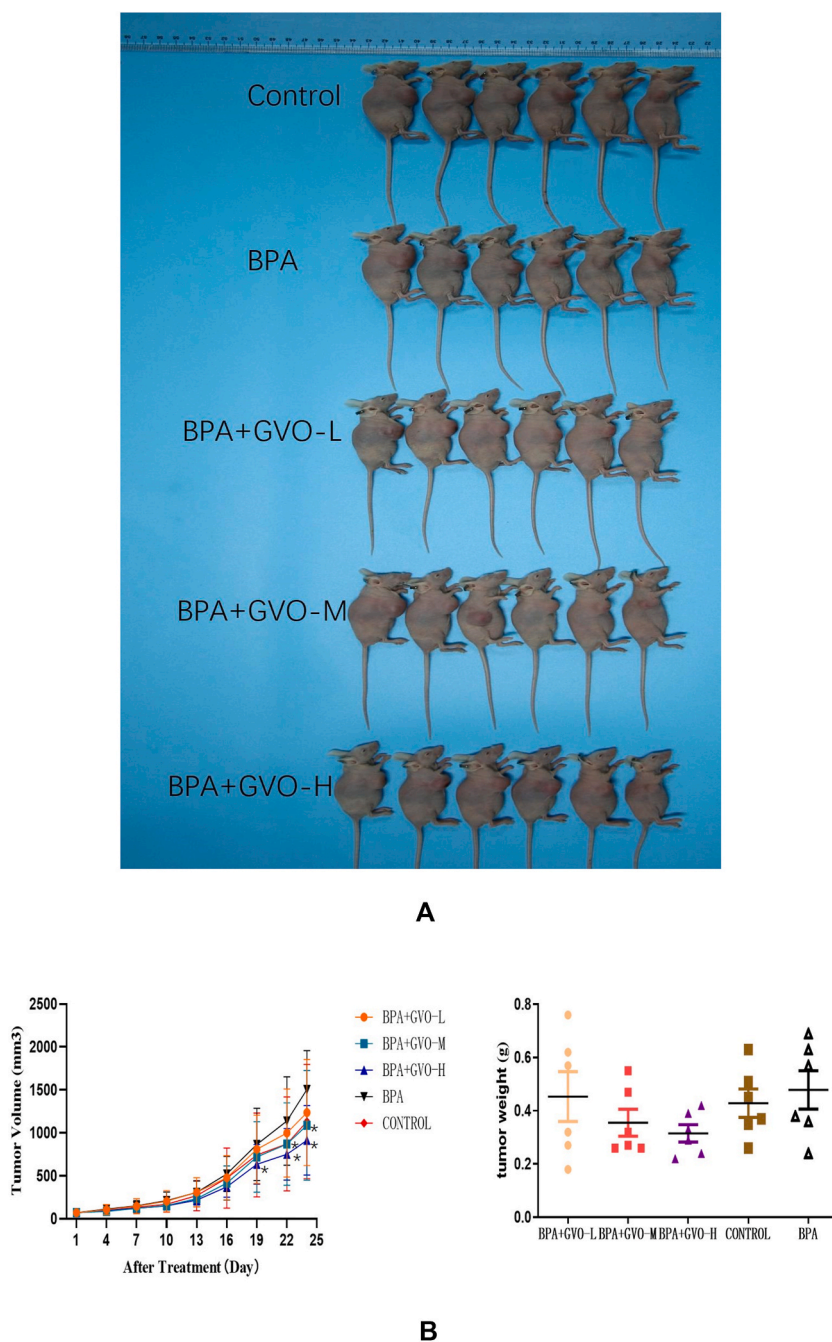 Control
BPA
BPA+GVO-L
BPA+GVO-M
BPA+GVO-H
A
2500
2000
1500
1000
500
0
Tumor Volume (mm3)
1 4 7 10 13 16 19 22 25
After Treatment(Day)
*
*
*
*
*
BPA+GVO-L
BPA+GVO-M
BPA+GVO-H
BPA
CONTROL
0.8
0.6
0.4
0.2
0.0
tumor weight (g)
BPA+GVO-L BPA+GVO-M BPA+GVO-H CONTROL BPA
B